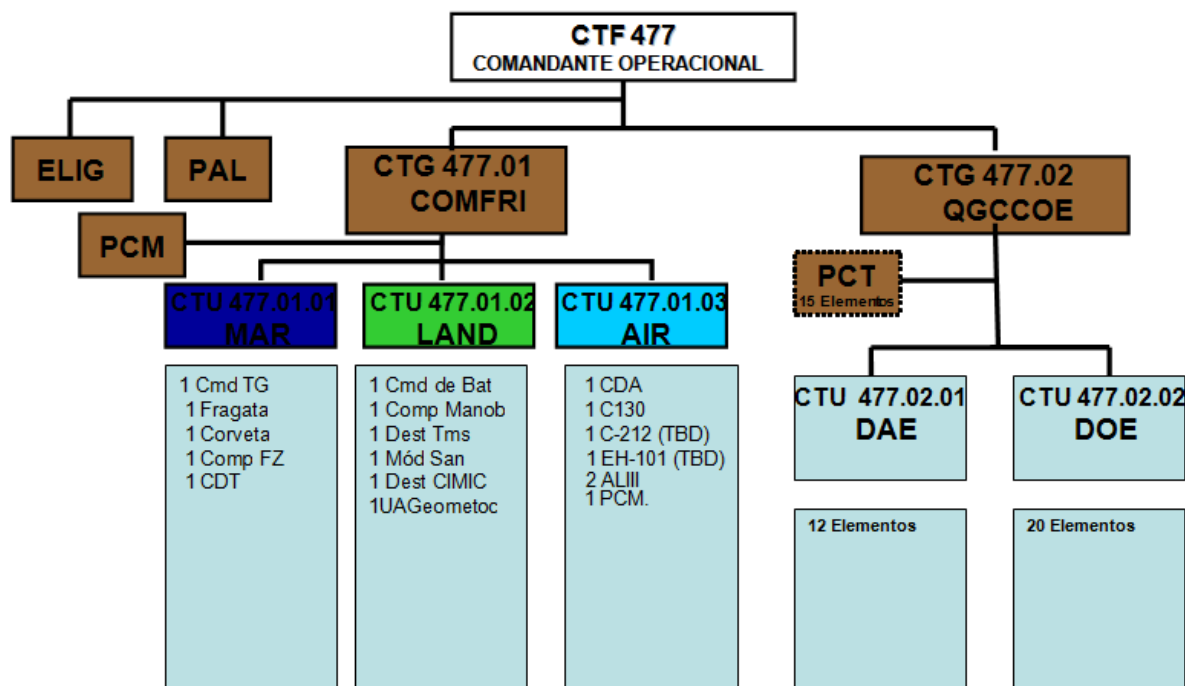 CTF 477
COMANDANTE OPERACIONAL
ELIG
PAL
CTG 477.01
COMFRI
CTG 477.02
QGCCOE
PCM
PCT
15 Elementos
CTU 477.01.01
MAR
CTU 477.01.02
LAND
CTU 477.01.03
AIR
1 Cmd TG
1 Fragata
1 Corveta
1 Comp FZ
1 CDT
1 Cmd de Bat
1 Comp Manob
1 Dest Tms
1 Mód San
1 Dest CIMIC
1UAGeometoc
1 CDA
1 C130
1 C-212 (TBD)
1 EH-101 (TBD)
2 ALIII
1 PCM.
CTU 477.02.01
DAE
CTU 477.02.02
DOE
12 Elementos
20 Elementos